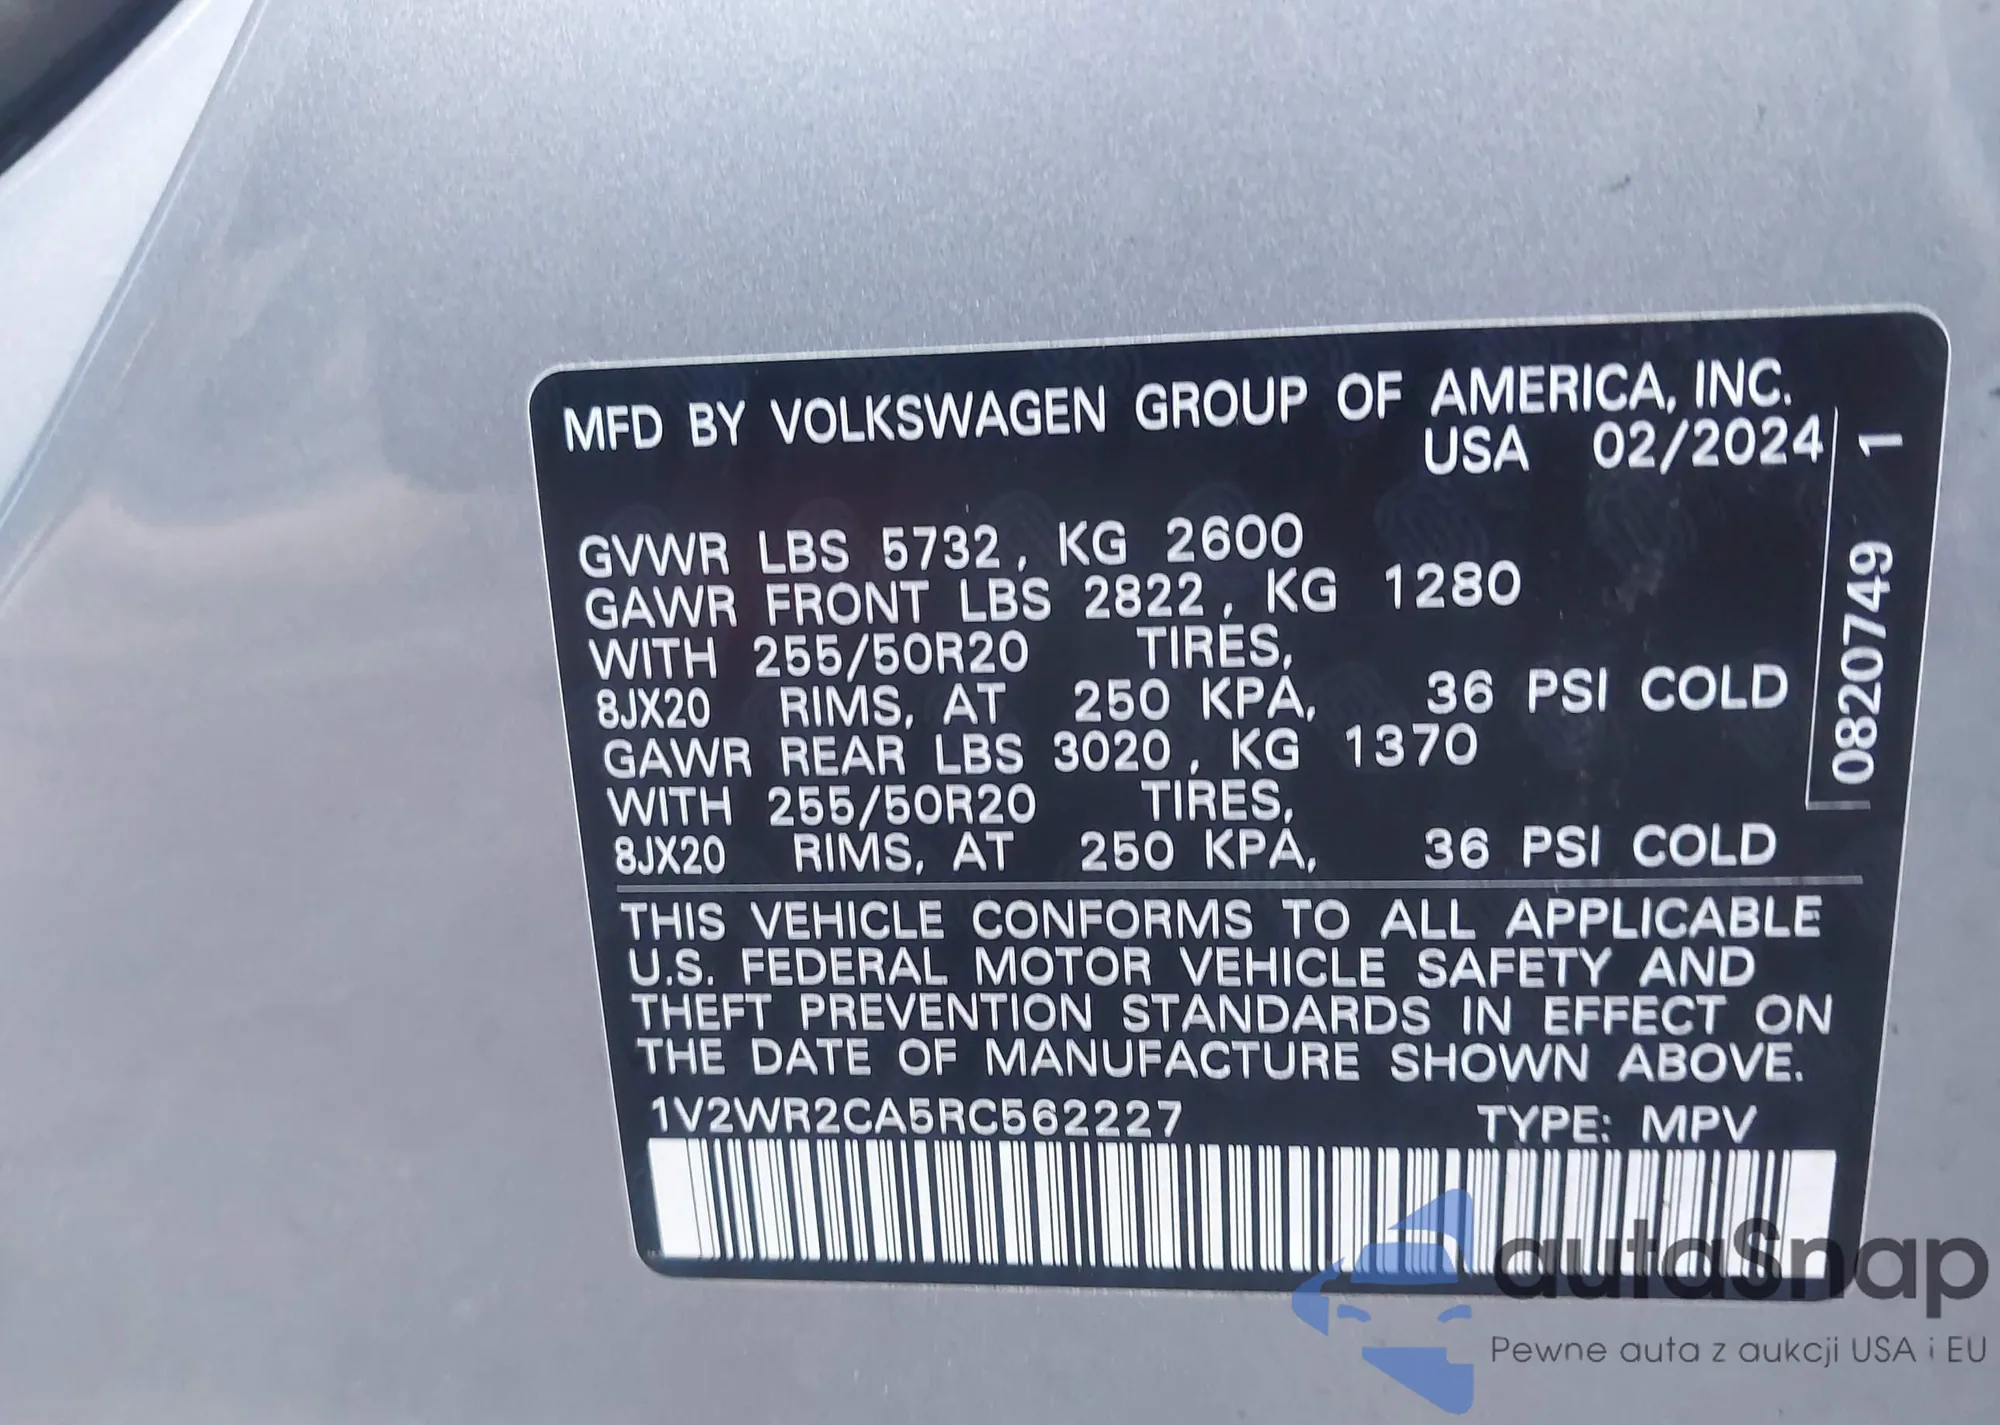 MFD BY VOLKSWAGEN GROUP OF AMERICA, INC.
USA 02/2024
0820749 1
GVWR LBS 5732, KG 2600
GAWR FRONT LBS 2822, KG 1280
WITH 255/50R20 TIRES,
8JX20 RIMS, AT 250 KPA, 36 PSI COLD
GAWR REAR LBS 3020, KG 1370
WITH 255/50R20 TIRES,
8JX20 RIMS, AT 250 KPA, 36 PSI COLD
THIS VEHICLE CONFORMS TO ALL APPLICABLE
U.S. FEDERAL MOTOR VEHICLE SAFETY AND
THEFT PREVENTION STANDARDS IN EFFECT ON
THE DATE OF MANUFACTURE SHOWN ABOVE.
1V2WR2CA5RC562227 TYPE: MPV
autaSnap
Pewne auta z aukcji USA i EU